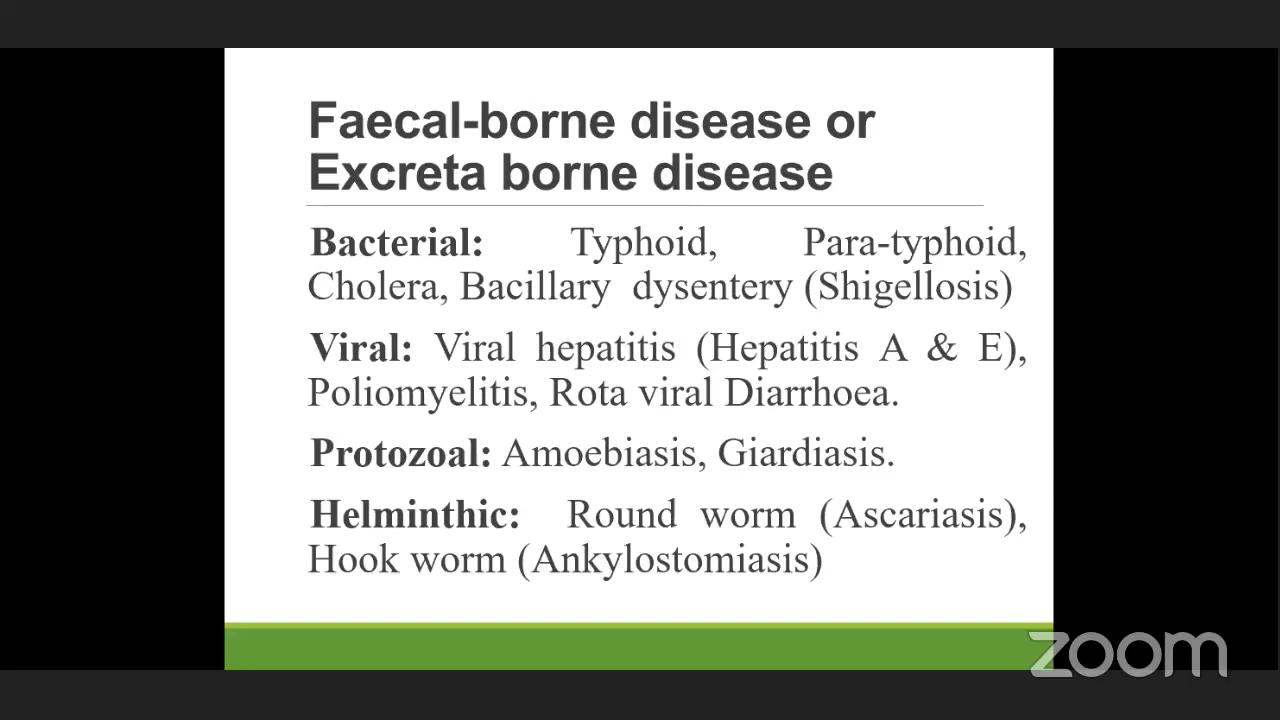 Faecal-borne disease or
Excreta borne disease
Bacterial: Typhoid, Para-typhoid,
Cholera, Bacillary dysentery (Shigellosis)
Viral: Viral hepatitis (Hepatitis A & E),
Poliomyelitis, Rota viral Diarrhoea.
Protozoal: Amoebiasis, Giardiasis.
Helminthic: Round worm (Ascariasis),
Hook worm (Ankylostomiasis)
zoom